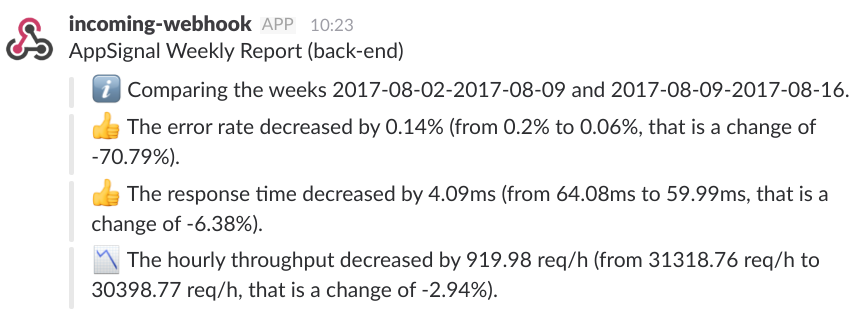 incoming-webhook APP 10:23
AppSignal Weekly Report (back-end)
Comparing the weeks 2017-08-02-2017-08-09 and 2017-08-09-2017-08-16.
The error rate decreased by 0.14% (from 0.2% to 0.06%, that is a change of
-70.79%).
The response time decreased by 4.09ms (from 64.08ms to 59.99ms, that is a
change of -6.38%).
The hourly throughput decreased by 919.98 req/h (from 31318.76 req/h to
30398.77 req/h, that is a change of -2.94%).